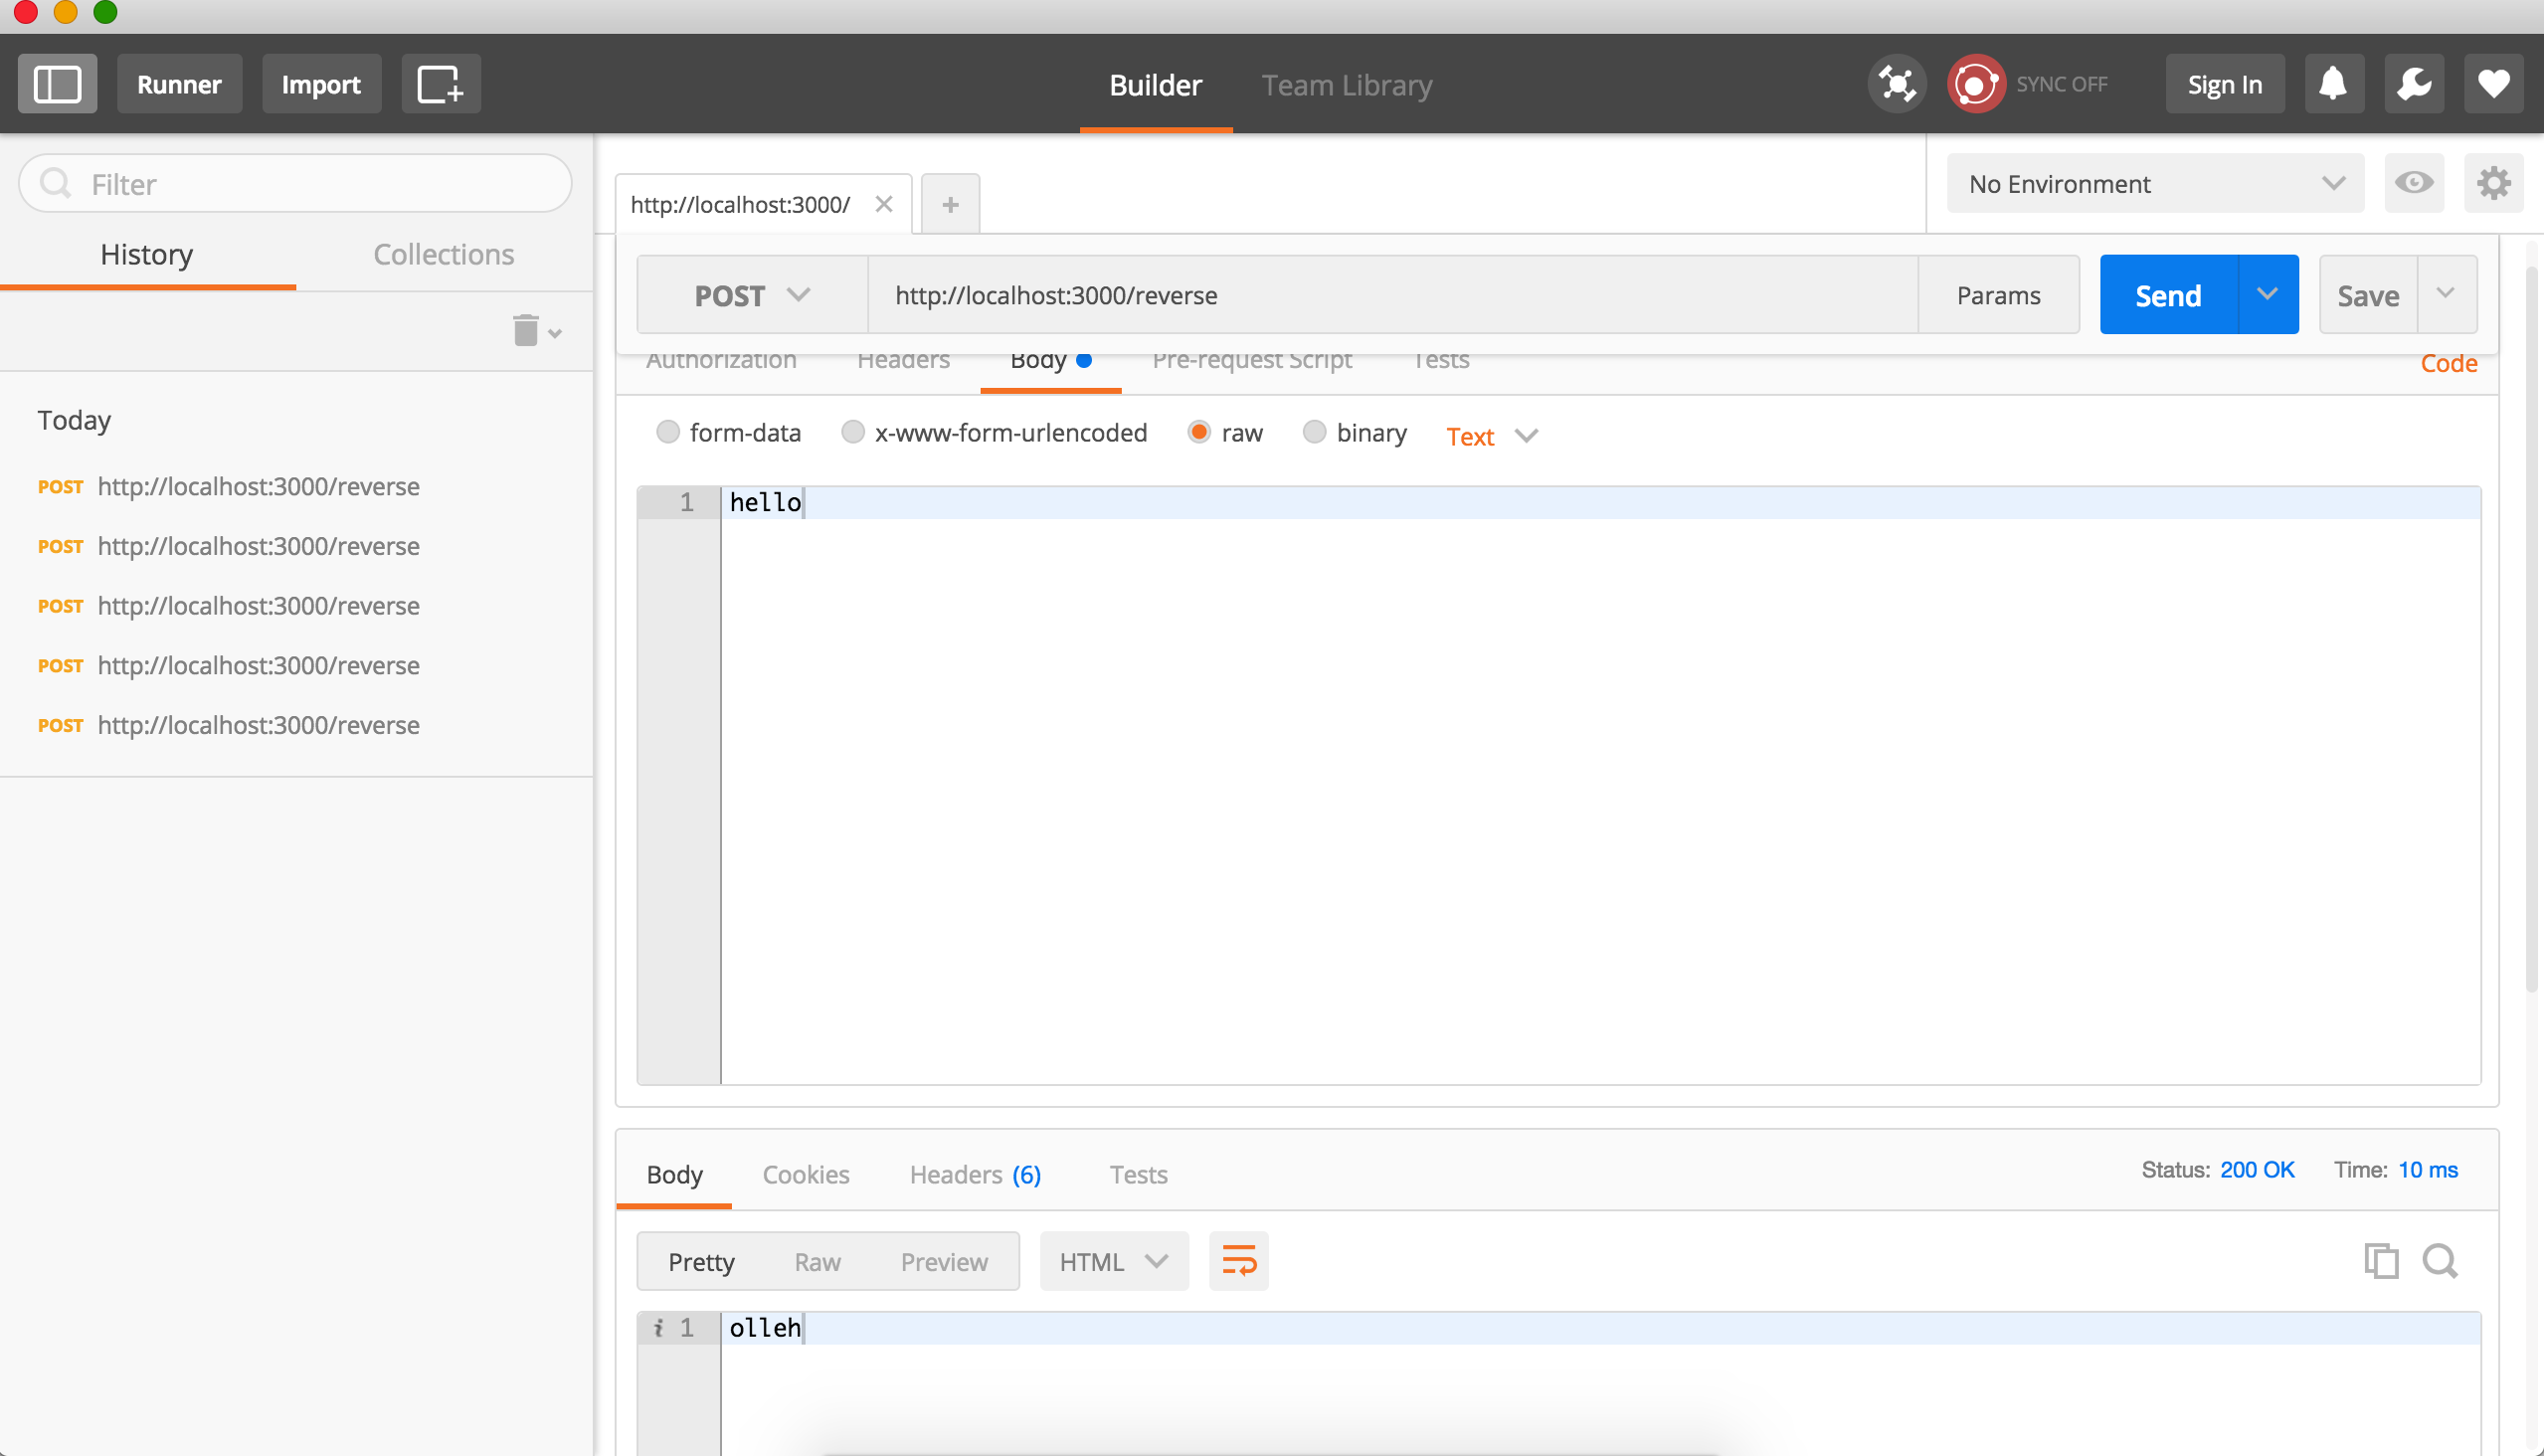 Runner Import Builder Team Library SYNC OFF Sign In
Filter
History Collections
Today
POST http://localhost:3000/reverse
POST http://localhost:3000/reverse
POST http://localhost:3000/reverse
POST http://localhost:3000/reverse
POST http://localhost:3000/reverse
http://localhost:3000/ No Environment
POST http://localhost:3000/reverse Params Send Save
Authorization Headers Body Pre-request Script Tests Code
form-data x-www-form-urlencoded raw binary Text
1 hello
Body Cookies Headers (6) Tests Status: 200 OK Time: 10 ms
Pretty Raw Preview HTML
i 1 olleh